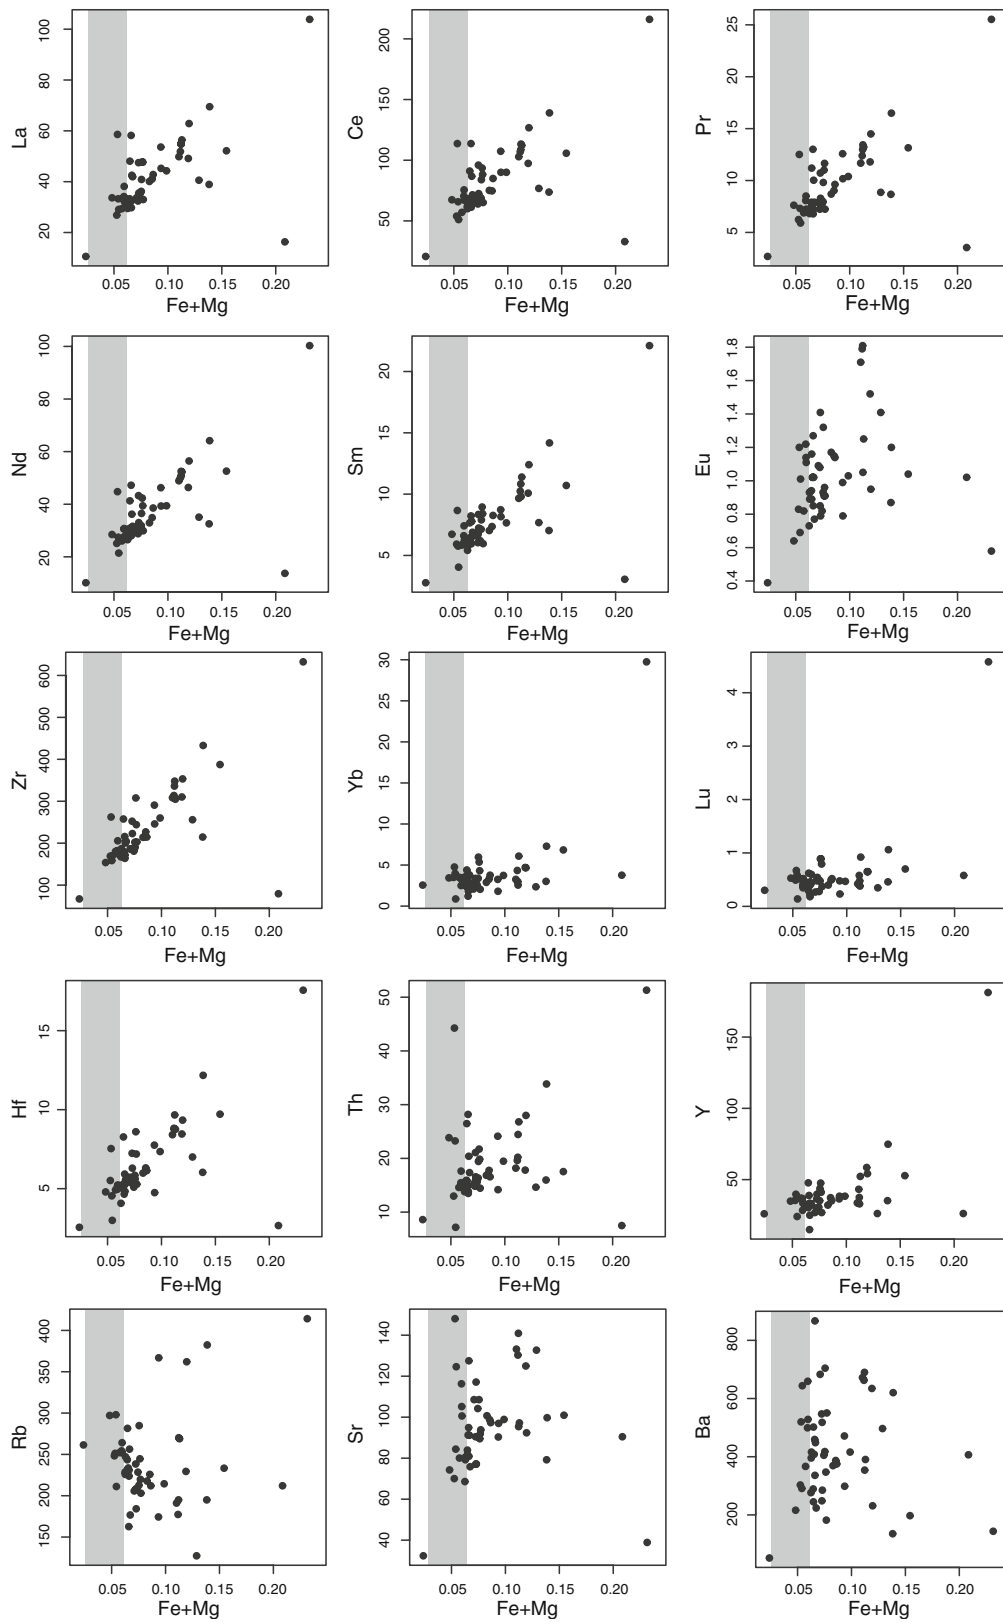 La
20 40 60 80 100
0.05 0.10 0.15 0.20
Fe+Mg
Ce
50 100 150 200
0.05 0.10 0.15 0.20
Fe+Mg
Pr
5 10 15 20 25
0.05 0.10 0.15 0.20
Fe+Mg
Nd
20 40 60 80 100
0.05 0.10 0.15 0.20
Fe+Mg
Sm
5 10 15 20
0.05 0.10 0.15 0.20
Fe+Mg
Eu
0.4 0.6 0.8 1.0 1.2 1.4 1.6 1.8
0.05 0.10 0.15 0.20
Fe+Mg
Zr
100 200 300 400 500 600
0.05 0.10 0.15 0.20
Fe+Mg
Yb
0 5 10 15 20 25 30
0.05 0.10 0.15 0.20
Fe+Mg
Lu
0 1 2 3 4
0.05 0.10 0.15 0.20
Fe+Mg
Hf
5 10 15
0.05 0.10 0.15 0.20
Fe+Mg
Th
10 20 30 40 50
0.05 0.10 0.15 0.20
Fe+Mg
Y
50 100 150
0.05 0.10 0.15 0.20
Fe+Mg
Rb
150 200 250 300 350 400
0.05 0.10 0.15 0.20
Fe+Mg
Sr
40 60 80 100 120 140
0.05 0.10 0.15 0.20
Fe+Mg
Ba
200 400 600 800
0.05 0.10 0.15 0.20
Fe+Mg